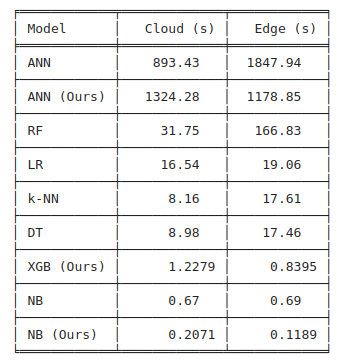 Model Cloud (s) Edge (s)
ANN 893.43 1847.94
ANN (Ours) 1324.28 1178.85
RF 31.75 166.83
LR 16.54 19.06
k-NN 8.16 17.61
DT 8.98 17.46
XGB (Ours) 1.2279 0.8395
NB 0.67 0.69
NB (Ours) 0.2071 0.1189